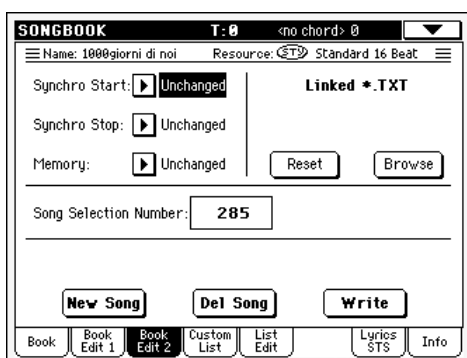 SONGBOOK T:0 <no chord> 0
Name: 1000giorni di noi Resource: STY Standard 16 Beat
Synchro Start: Unchanged Linked *.TXT
Synchro Stop: Unchanged
Memory: Unchanged Reset Browse
Song Selection Number: 285
New Song Del Song Write
Book Book Edit 1 Book Edit 2 Custom List List Edit Lyrics STS Info